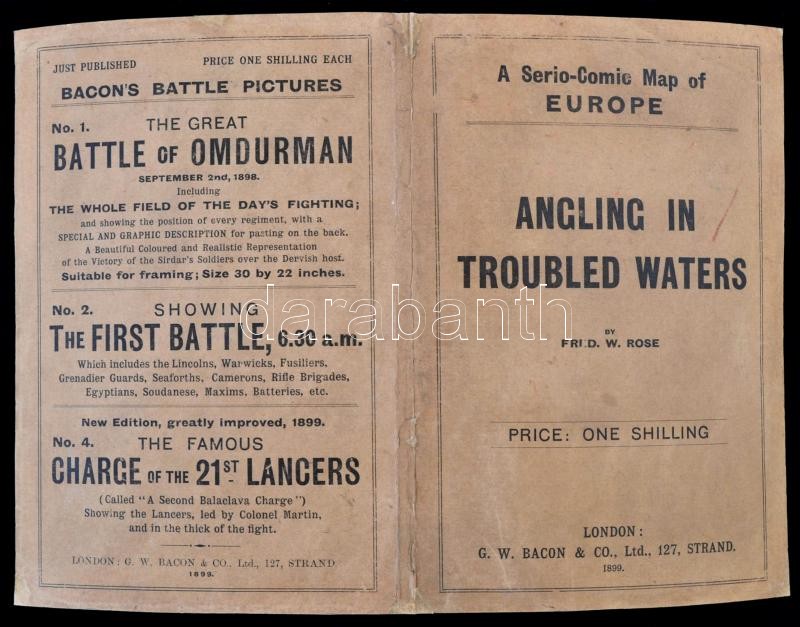 JUST PUBLISHED PRICE ONE SHILLING EACH
BACON'S BATTLE PICTURES
No. 1. THE GREAT
BATTLE OF OMDURMAN
SEPTEMBER 2nd, 1898.
Including
THE WHOLE FIELD OF THE DAY'S FIGHTING;
and showing the position of every regiment, with a
SPECIAL AND GRAPHIC DESCRIPTION for pasting on the back.
A Beautiful Coloured and Realistic Representation
of the Victory of the Sirdar's Soldiers over the Dervish host.
Suitable for framing; Size 30 by 22 inches.
No. 2. SHOWING
THE FIRST BATTLE, 6.30 a.m.
Which includes the Lincolns, Warwicks, Fusiliers,
Grenadier Guards, Seaforths, Camerons, Rifle Brigades,
Egyptians, Soudanese, Maxims, Batteries, etc.
New Edition, greatly improved, 1899.
No. 4. THE FAMOUS
CHARGE OF THE 21ST LANCERS
(Called "A Second Balaclava Charge")
Showing the Lancers, led by Colonel Martin,
and in the thick of the fight.
LONDON: G. W. BACON & CO., Ltd., 127, STRAND
1899.
A Serio-Comic Map of
EUROPE
ANGLING IN
TROUBLED WATERS
BY
FRED. W. ROSE
PRICE: ONE SHILLING
LONDON:
G. W. BACON & CO., Ltd., 127, STRAND.
1899.
darabanth